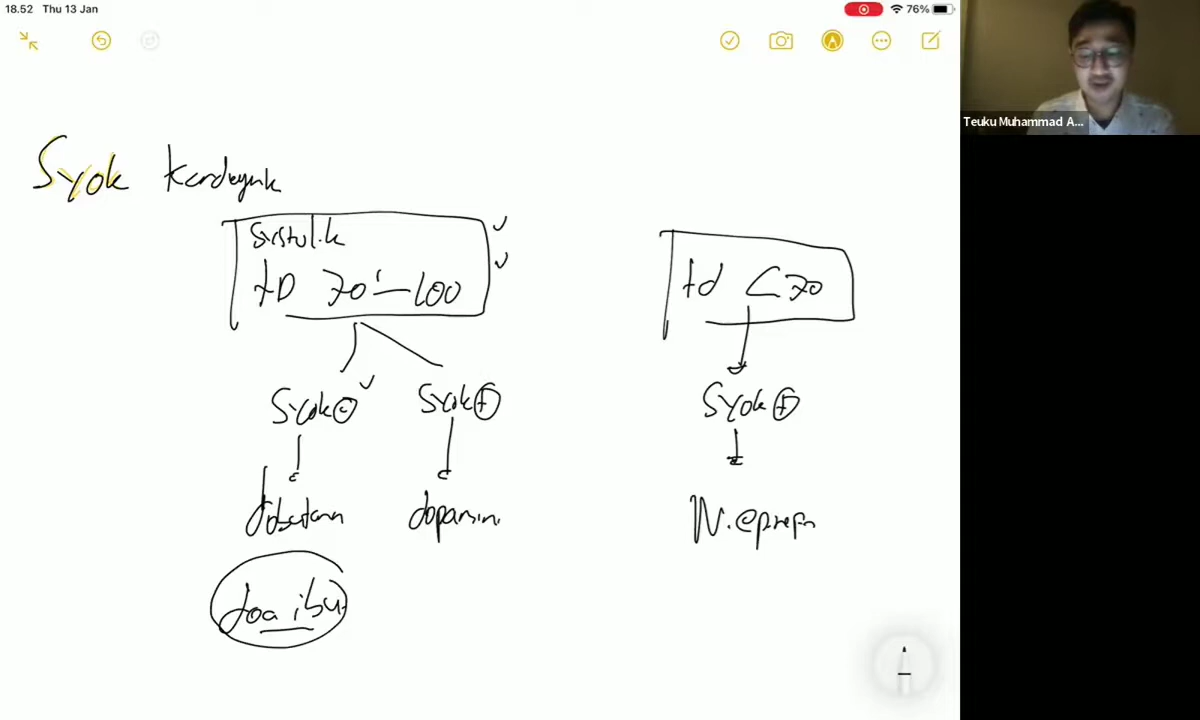 18.52 Thu 13 Jan
76%
Teuku Muhammad A...
Syok Kardiogenik
Sistolik
tD 70 – 100
td < 70
Syok ⊖
Syok ⊕
Syok ⊕
dobutamin
dopamin
N. epinefrin
doa ibu